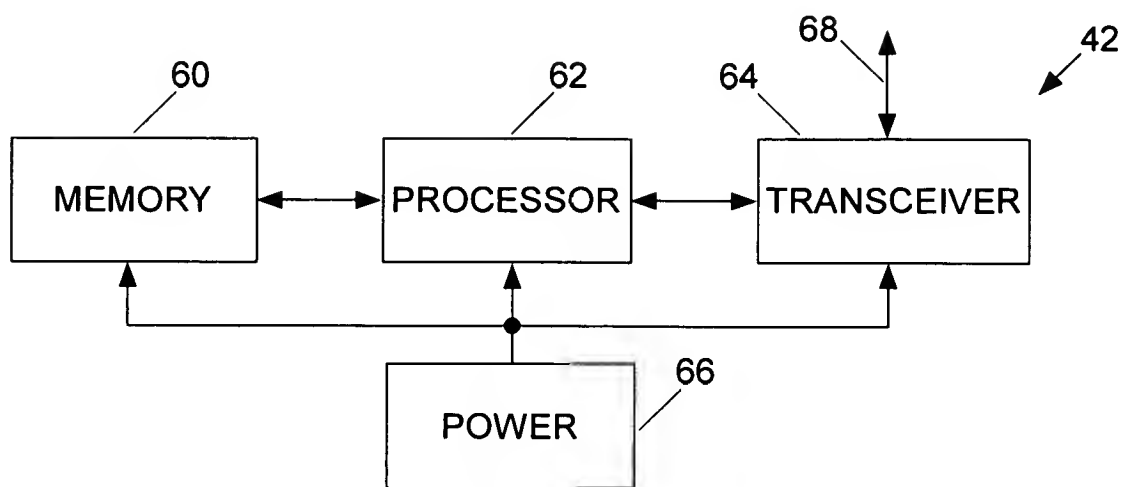 68
42
60
62
64
MEMORY
PROCESSOR
TRANSCEIVER
66
POWER